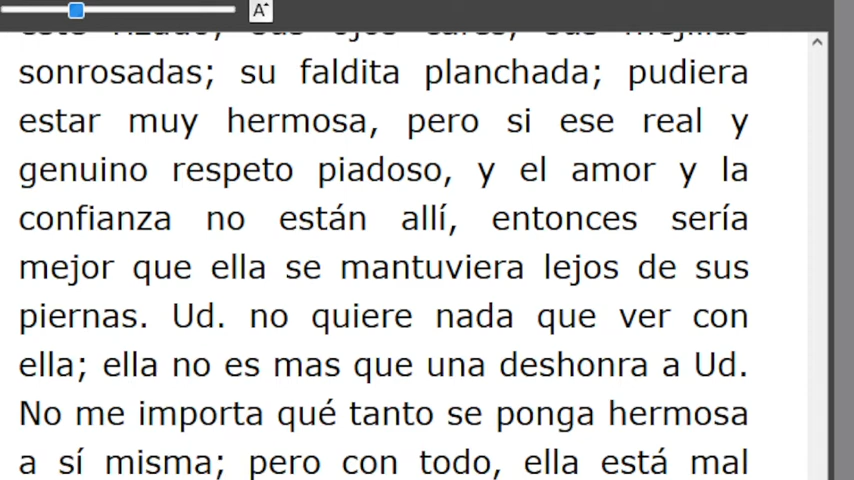 A
sonrosadas; su faldita planchada; pudiera
estar muy hermosa, pero si ese real y
genuino respeto piadoso, y el amor y la
confianza no están allí, entonces sería
mejor que ella se mantuviera lejos de sus
piernas. Ud. no quiere nada que ver con
ella; ella no es mas que una deshonra a Ud.
No me importa qué tanto se ponga hermosa
a sí misma; pero con todo, ella está mal